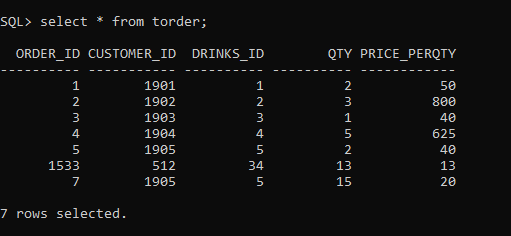 SQL> select * from torder;
ORDER_ID CUSTOMER_ID DRINKS_ID QTY PRICE_PERQTY
---------- ----------- ---------- ---------- ------------
1 1901 1 2 50
2 1902 2 3 800
3 1903 3 1 40
4 1904 4 5 625
5 1905 5 2 40
1533 512 34 13 13
7 1905 5 15 20
7 rows selected.